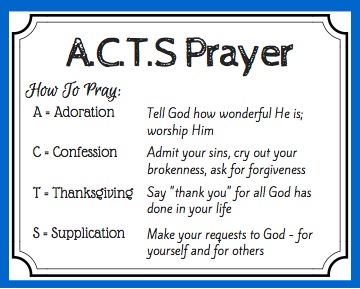 A.C.T.S Prayer
How To Pray:
A = Adoration
Tell God how wonderful He is;
worship Him
C = Confession
Admit your sins, cry out your
brokenness, ask for forgiveness
T = Thanksgiving
Say "thank you" for all God has
done in your life
S = Supplication
Make your requests to God - for
yourself and for others